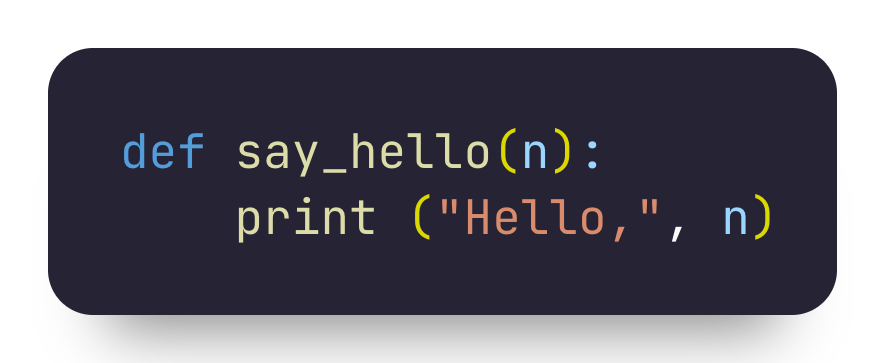 def say_hello(n):
    print ("Hello,", n)